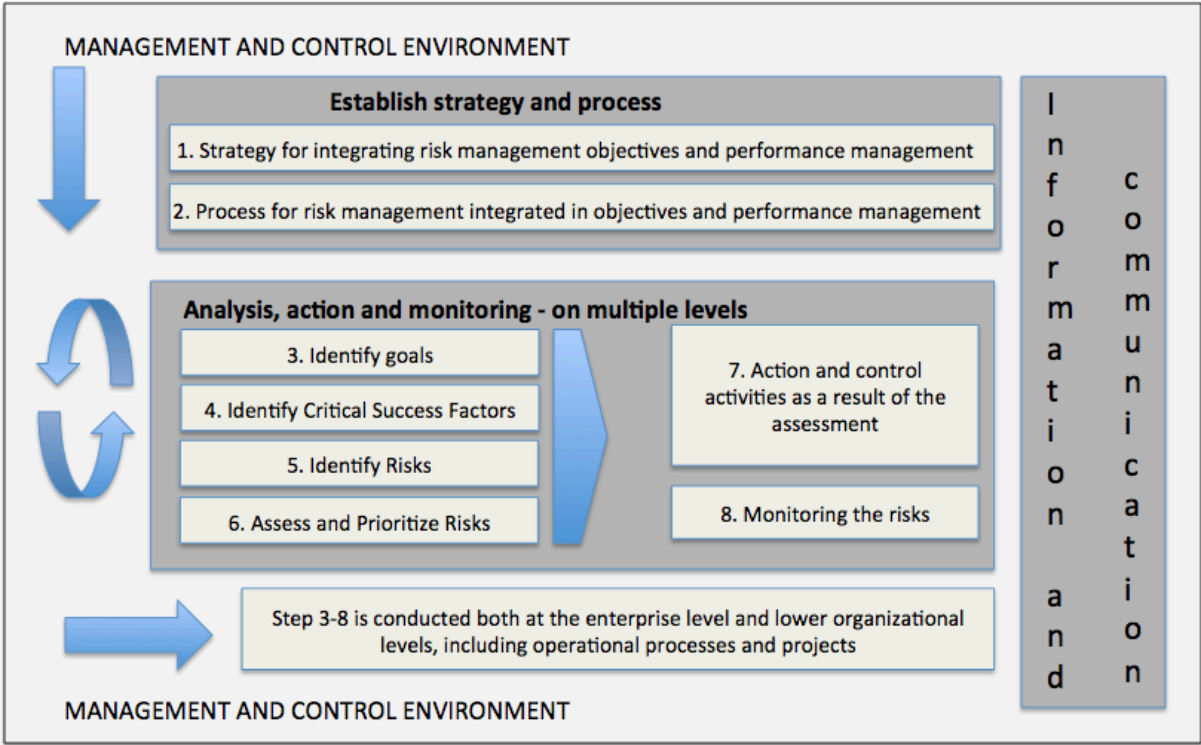 MANAGEMENT AND CONTROL ENVIRONMENT
Establish strategy and process
1. Strategy for integrating risk management objectives and performance management
2. Process for risk management integrated in objectives and performance management
Analysis, action and monitoring - on multiple levels
3. Identify goals
4. Identify Critical Success Factors
5. Identify Risks
6. Assess and Prioritize Risks
7. Action and control
activities as a result of the
assessment
8. Monitoring the risks
Step 3-8 is conducted both at the enterprise level and lower organizational
levels, including operational processes and projects
MANAGEMENT AND CONTROL ENVIRONMENT
Information and
communication